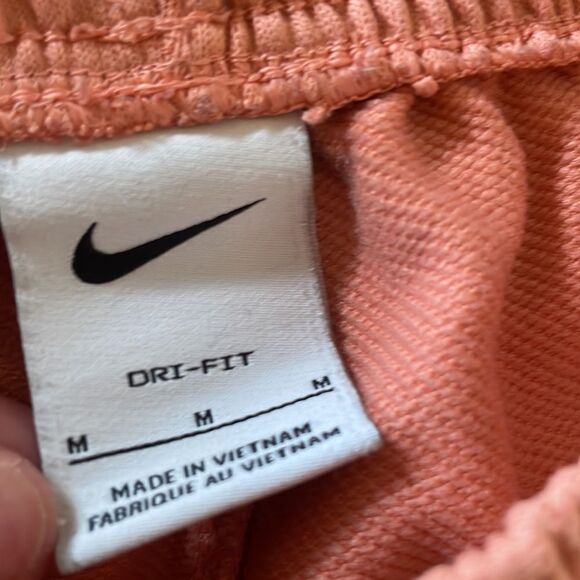 DRI-FIT
M M M
MADE IN VIETNAM
FABRIQUE AU VIETNAM